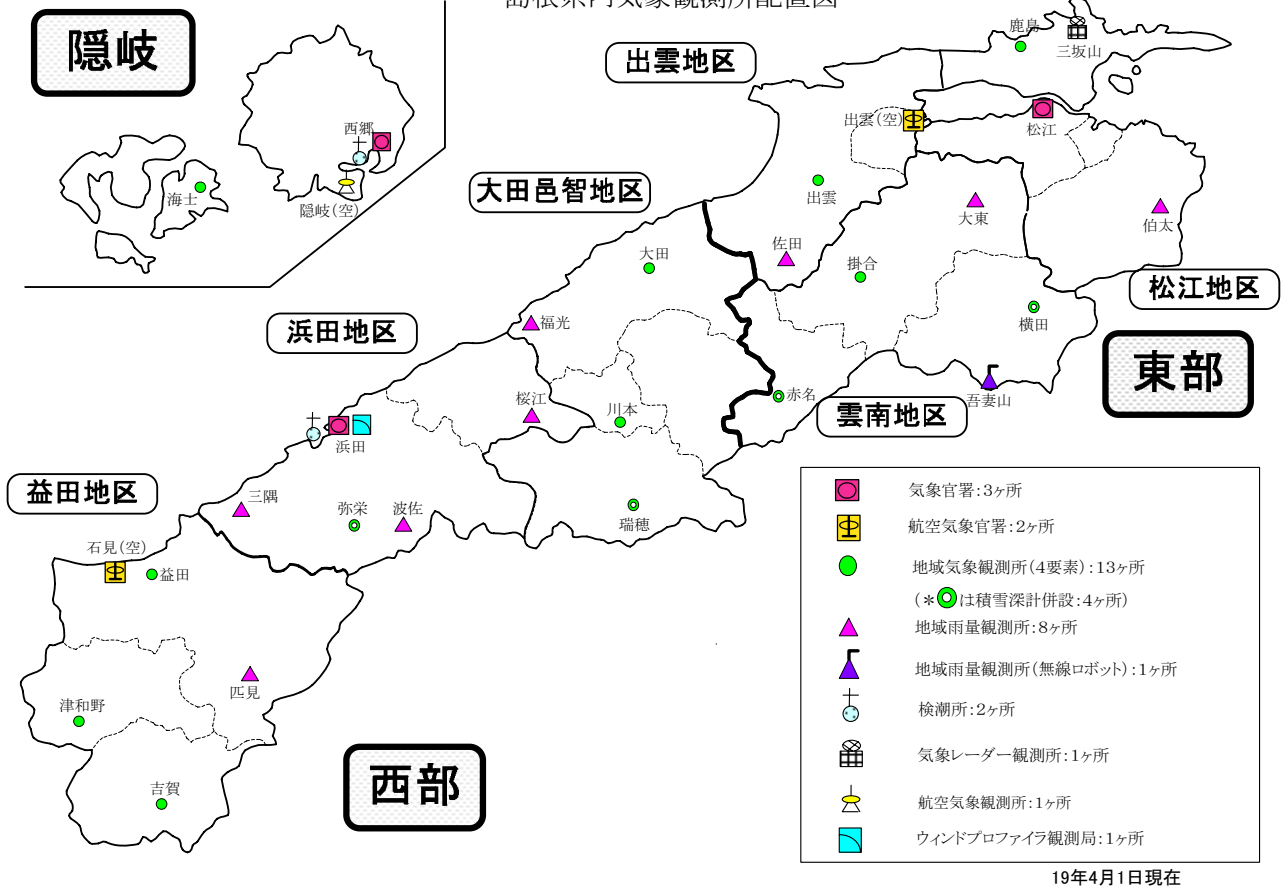 島根県内気象観測所配置図
隠岐
西郷
海士
隠岐(空)
出雲地区
鹿島
三坂山
出雲(空)
松江
出雲
大東
伯太
佐田
掛合
横田
松江地区
東部
吾妻山
赤名
雲南地区
大田邑智地区
大田
福光
桜江
川本
瑞穂
浜田地区
浜田
三隅
弥栄
波佐
益田地区
石見(空)
益田
匹見
津和野
吉賀
西部
気象官署:3ヶ所
航空気象官署:2ヶ所
地域気象観測所(4要素):13ヶ所
(*は積雪深計併設:4ヶ所)
地域雨量観測所:8ヶ所
地域雨量観測所(無線ロボット):1ヶ所
検潮所:2ヶ所
気象レーダー観測所:1ヶ所
航空気象観測所:1ヶ所
ウィンドプロファイラ観測局:1ヶ所
19年4月1日現在